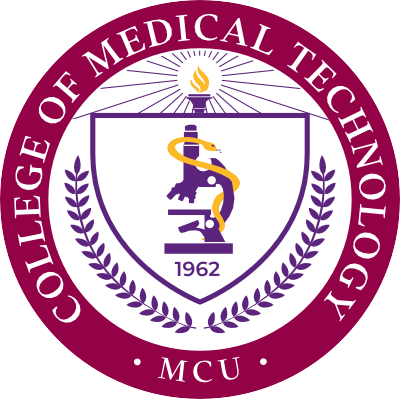 COLLEGE OF MEDICAL TECHNOLOGY
1962
• MCU •